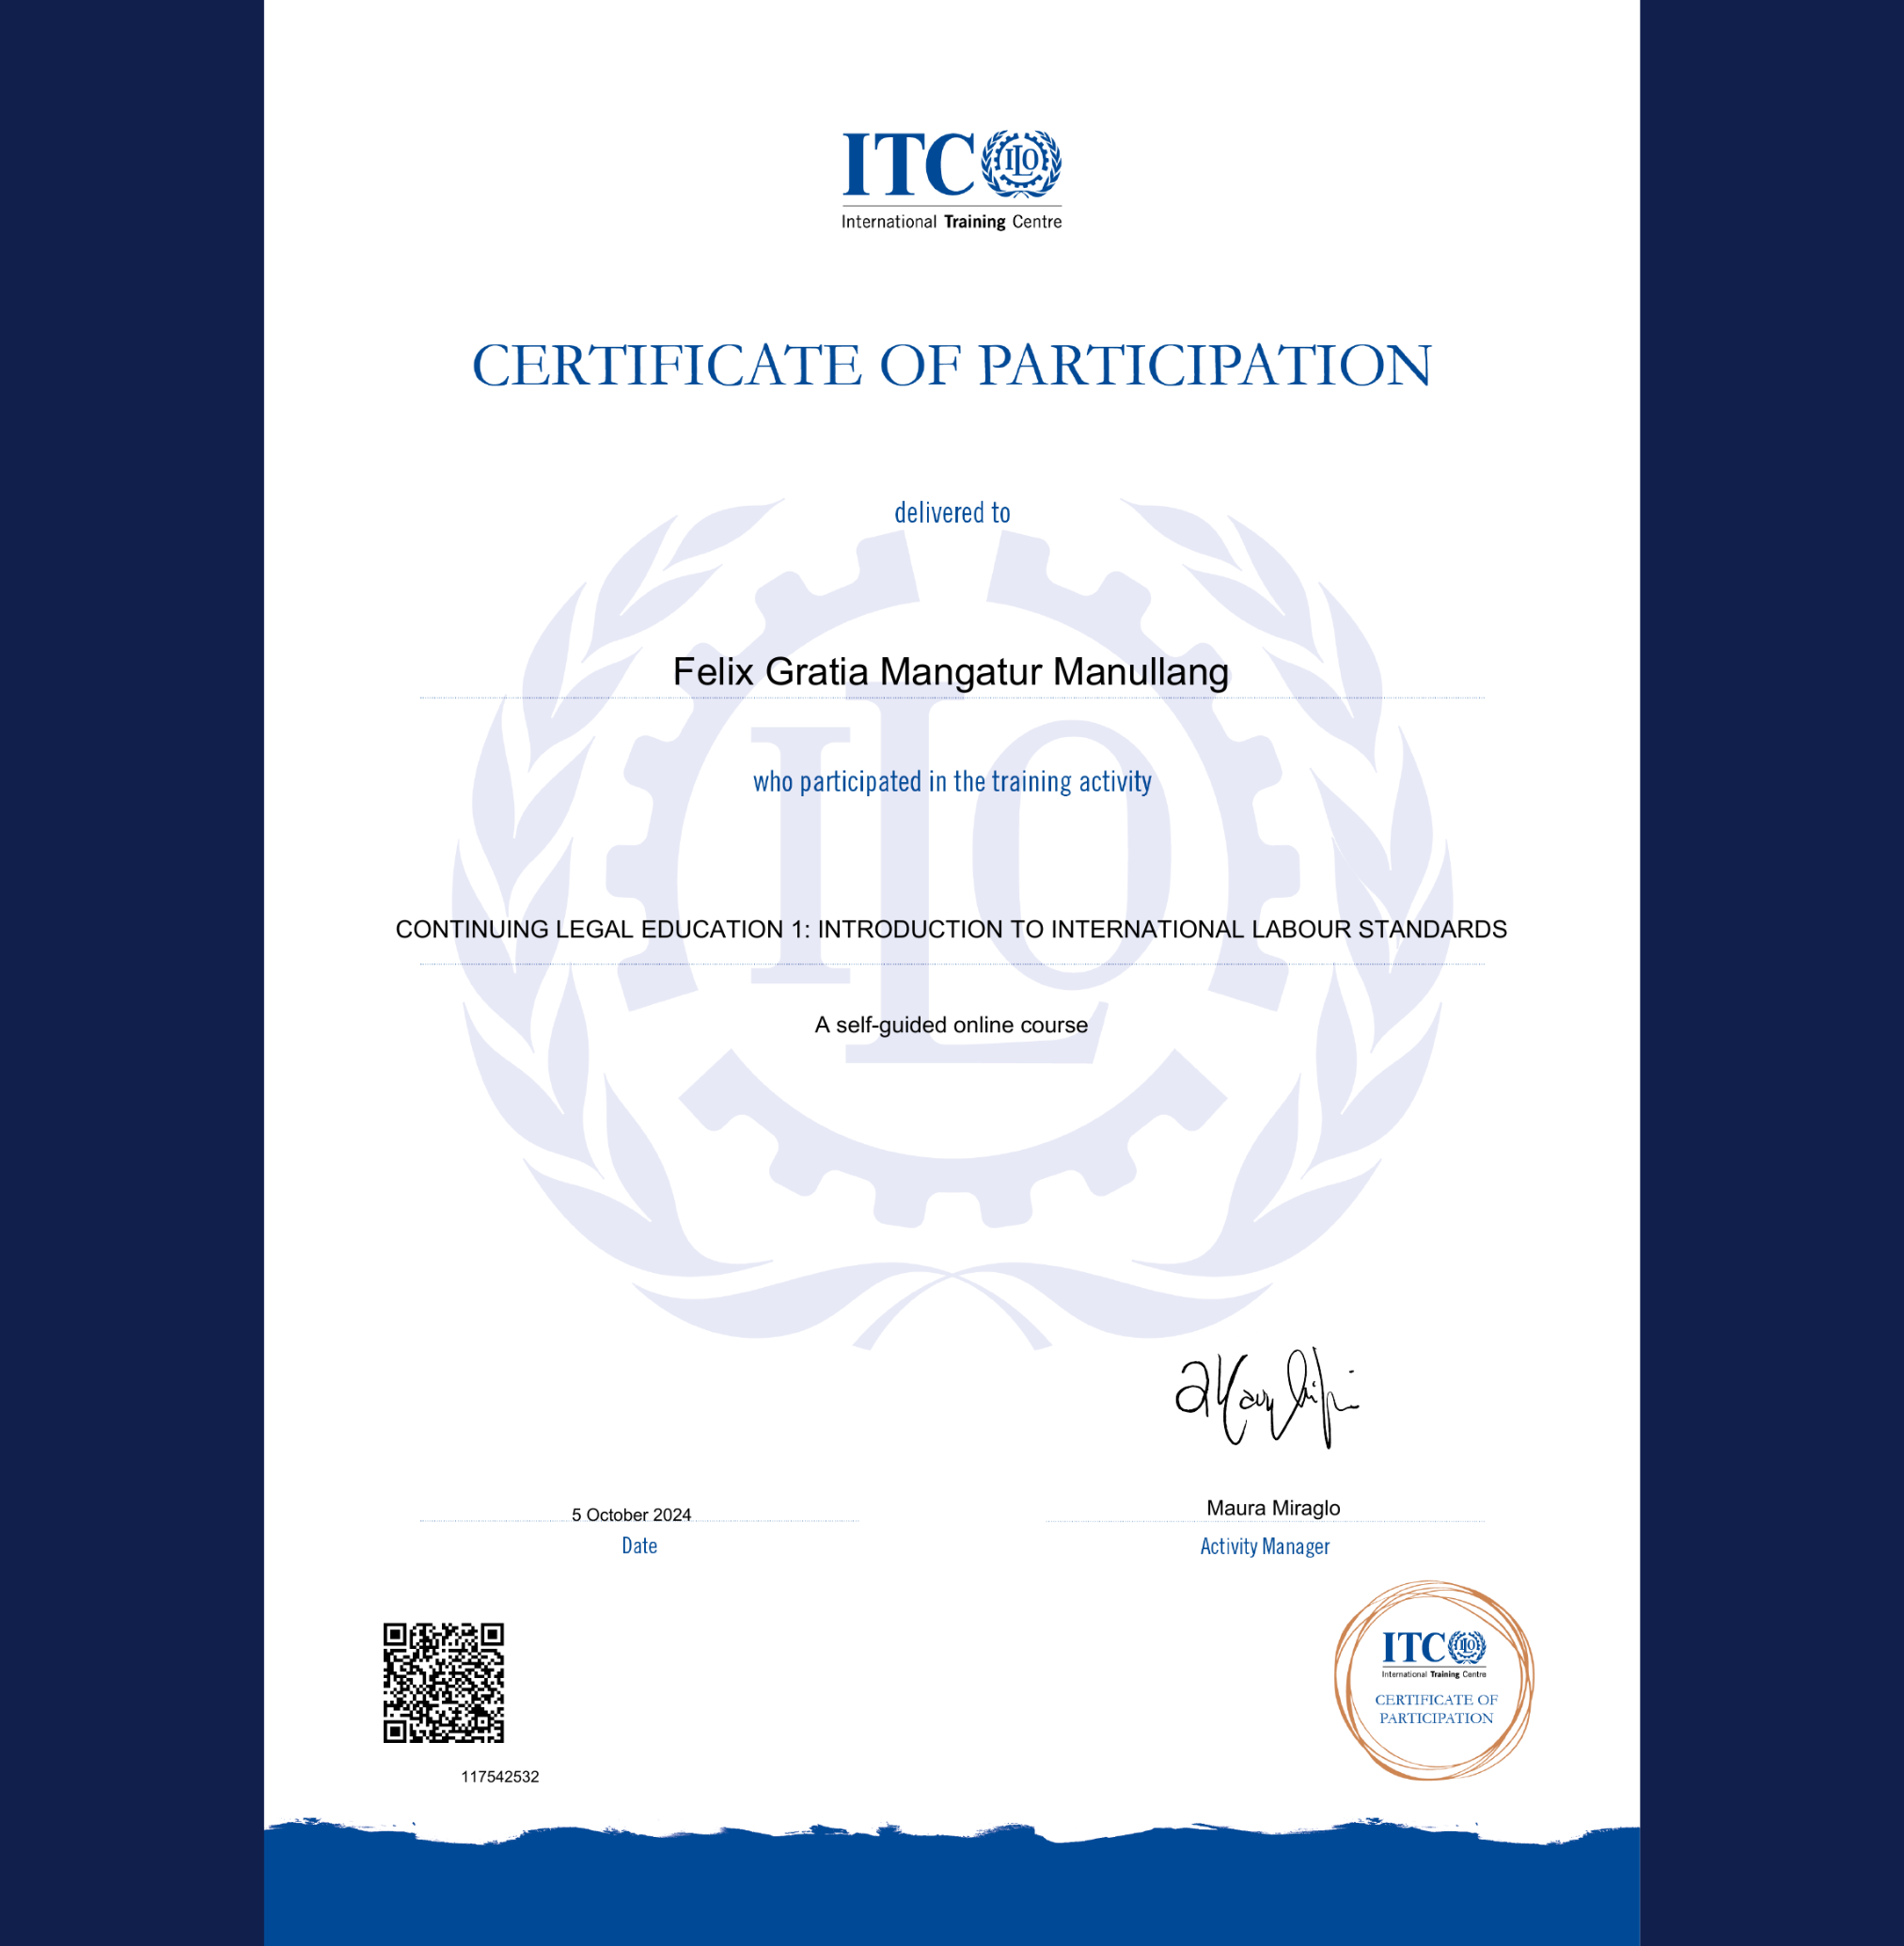 ITC ILO
International Training Centre
CERTIFICATE OF PARTICIPATION
delivered to
Felix Gratia Mangatur Manullang
who participated in the training activity
ILO
CONTINUING LEGAL EDUCATION 1: INTRODUCTION TO INTERNATIONAL LABOUR STANDARDS
A self-guided online course
5 October 2024
Date
Maura Miraglo
Activity Manager
ITC ILO
International Training Centre
CERTIFICATE OF
PARTICIPATION
117542532